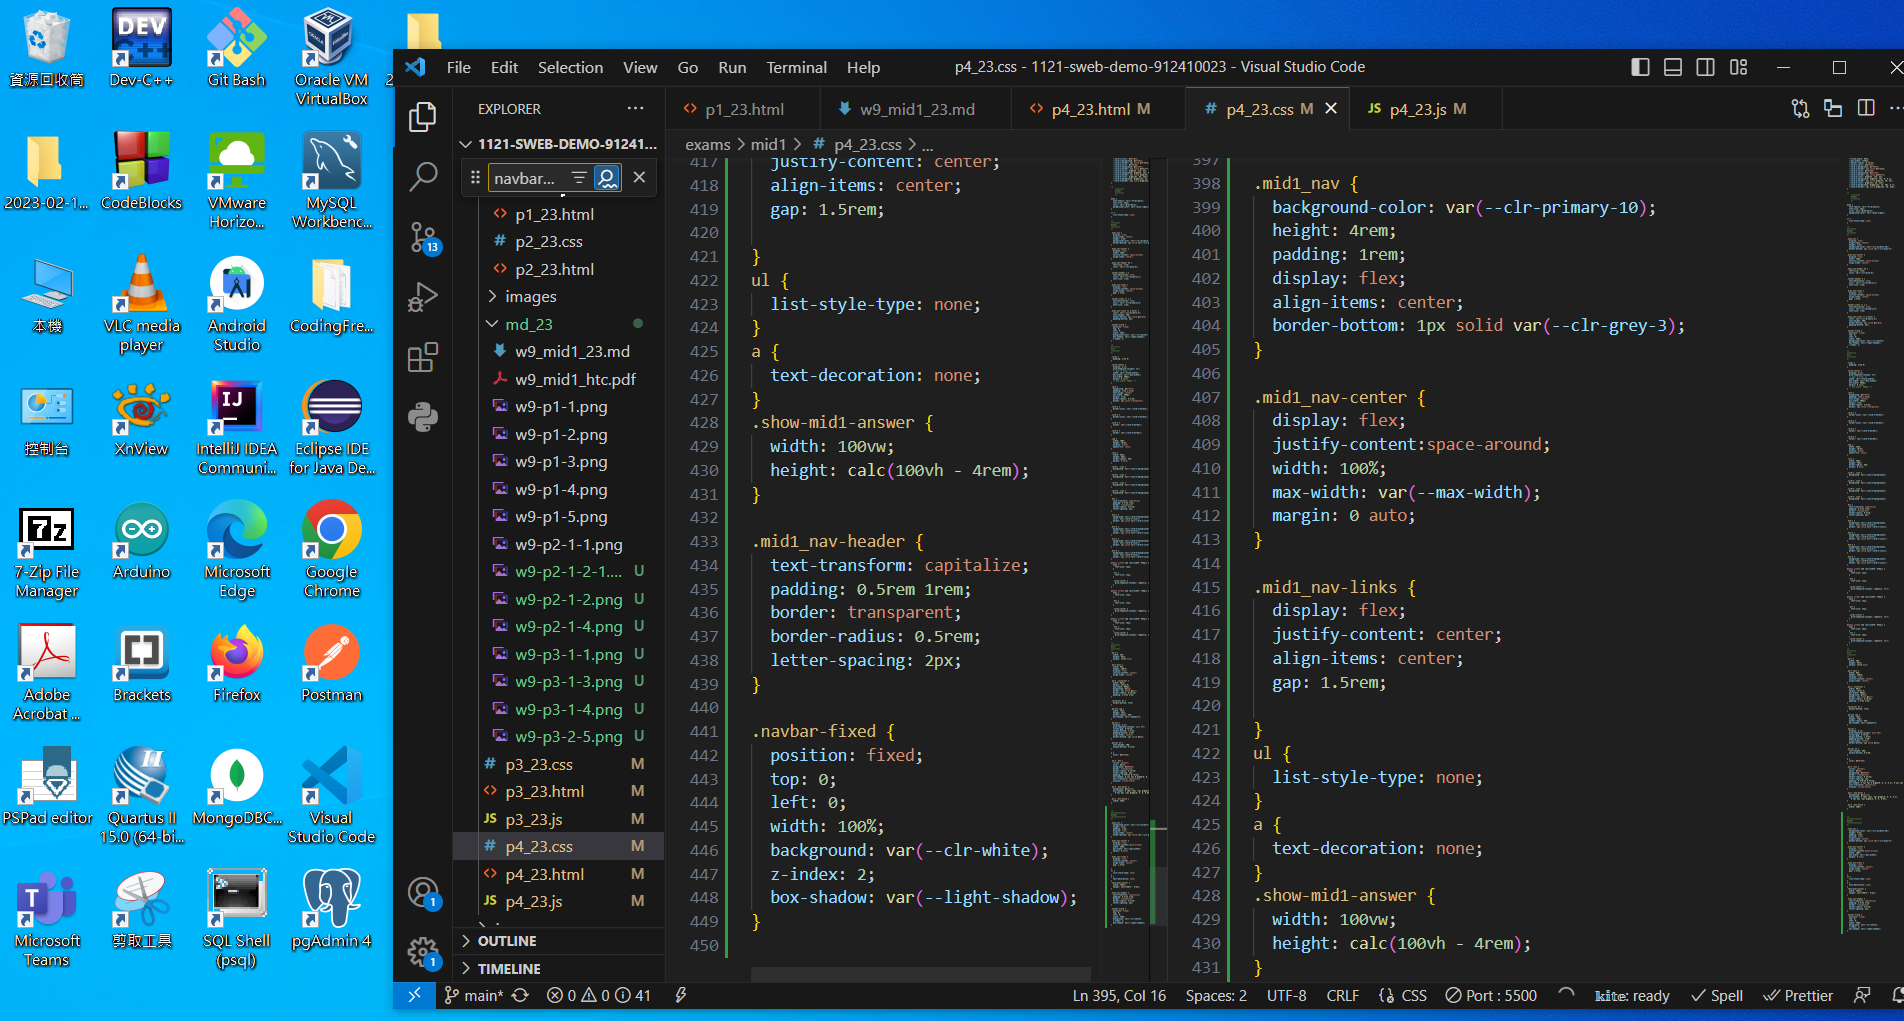 資源回收筒
Dev-C++
Git Bash
Oracle VM
VirtualBox
2023-02-1...
CodeBlocks
VMware
Horizo...
MySQL
Workbenc...
本機
VLC media
player
Android
Studio
CodingFre...
控制台
XnView
IntelliJ IDEA
Communi...
Eclipse IDE
for Java De...
7-Zip File
Manager
Arduino
Microsoft
Edge
Google
Chrome
Adobe
Acrobat ...
Brackets
Firefox
Postman
PSPad editor
Quartus II
15.0 (64-bi...
MongoDBC...
Visual
Studio Code
Microsoft
Teams
剪取工具
SQL Shell
(psql)
pgAdmin 4
File Edit Selection View Go Run Terminal Help
p4_23.css - 1121-sweb-demo-912410023 - Visual Studio Code
EXPLORER
p1_23.html
w9_mid1_23.md
p4_23.html M
p4_23.css M
JS p4_23.js M
1121-SWEB-DEMO-91241...
exams > mid1 > # p4_23.css > ...
navbar...
13
p1_23.html
# p2_23.css
p2_23.html
images
md_23
w9_mid1_23.md
w9_mid1_htc.pdf
w9-p1-1.png
w9-p1-2.png
w9-p1-3.png
w9-p1-4.png
w9-p1-5.png
w9-p2-1-1.png
w9-p2-1-2-1.... U
w9-p2-1-2.png U
w9-p2-1-4.png U
w9-p3-1-1.png U
w9-p3-1-3.png U
w9-p3-1-4.png U
w9-p3-2-5.png U
# p3_23.css M
p3_23.html M
JS p3_23.js M
# p4_23.css M
p4_23.html M
JS p4_23.js M
OUTLINE
TIMELINE
1
1
417 justify-content: center;
418 align-items: center;
419 gap: 1.5rem;
420
421 }
422 ul {
423 list-style-type: none;
424 }
425 a {
426 text-decoration: none;
427 }
428 .show-mid1-answer {
429 width: 100vw;
430 height: calc(100vh - 4rem);
431 }
432
433 .mid1_nav-header {
434 text-transform: capitalize;
435 padding: 0.5rem 1rem;
436 border: transparent;
437 border-radius: 0.5rem;
438 letter-spacing: 2px;
439 }
440
441 .navbar-fixed {
442 position: fixed;
443 top: 0;
444 left: 0;
445 width: 100%;
446 background: var(--clr-white);
447 z-index: 2;
448 box-shadow: var(--light-shadow);
449 }
450
397
398 .mid1_nav {
399 background-color: var(--clr-primary-10);
400 height: 4rem;
401 padding: 1rem;
402 display: flex;
403 align-items: center;
404 border-bottom: 1px solid var(--clr-grey-3);
405 }
406
407 .mid1_nav-center {
408 display: flex;
409 justify-content:space-around;
410 width: 100%;
411 max-width: var(--max-width);
412 margin: 0 auto;
413 }
414
415 .mid1_nav-links {
416 display: flex;
417 justify-content: center;
418 align-items: center;
419 gap: 1.5rem;
420
421 }
422 ul {
423 list-style-type: none;
424 }
425 a {
426 text-decoration: none;
427 }
428 .show-mid1-answer {
429 width: 100vw;
430 height: calc(100vh - 4rem);
431 }
main* 0 0 41 Ln 395, Col 16 Spaces: 2 UTF-8 CRLF {} CSS Port : 5500 kite: ready Spell Prettier